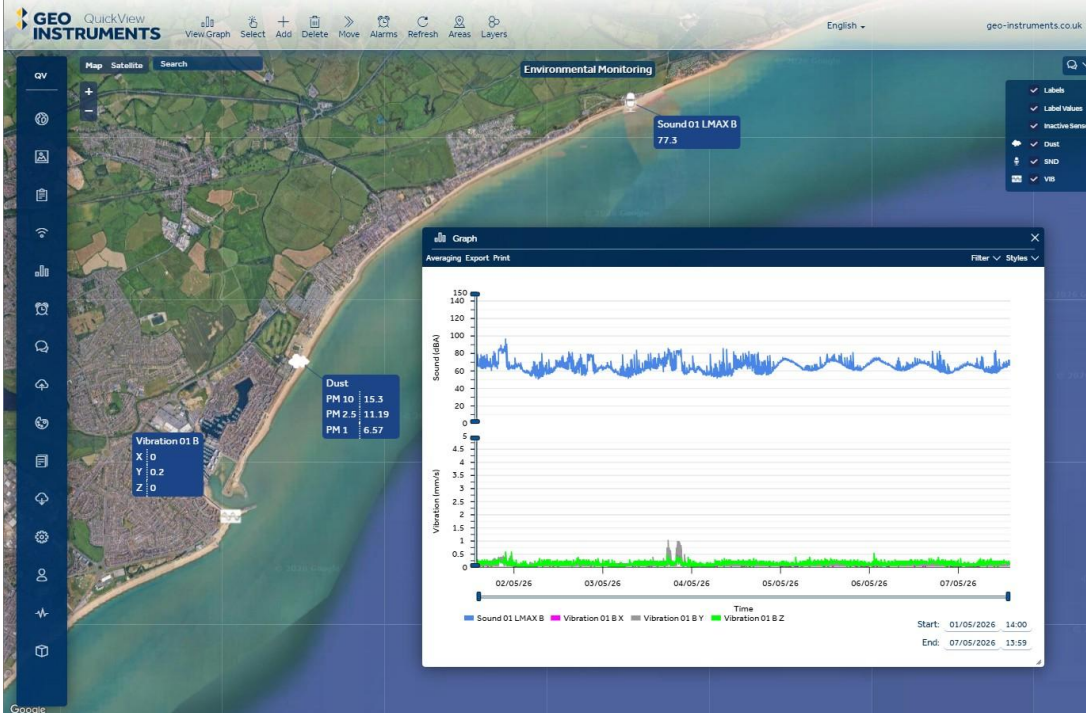 GEO QuickView
INSTRUMENTS
View Graph Select Add Delete Move Alarms Refresh Areas Layers
English
geo-instruments.co.uk
QV
Map Satellite Search
+
−
Environmental Monitoring
Labels
Label Values
Inactive Senso
Dust
SND
VIB
Sound 01 LMAX B
77.3
Dust
PM 10 15.3
PM 2.5 11.19
PM 1 6.57
Vibration 01 B
X 0
Y 0.2
Z 0
Graph
Averaging Export Print Filter Styles
Sound (dBA)
150
140
120
100
80
60
40
20
0
Vibration (mm/s)
5
4.5
4
3.5
3
2.5
2
1.5
1
0.5
0
02/05/26 03/05/26 04/05/26 05/05/26 06/05/26 07/05/26
Time
Sound 01 LMAX B Vibration 01 B X Vibration 01 B Y Vibration 01 B Z
Start: 01/05/2026 14:00
End: 07/05/2026 13:59
Google